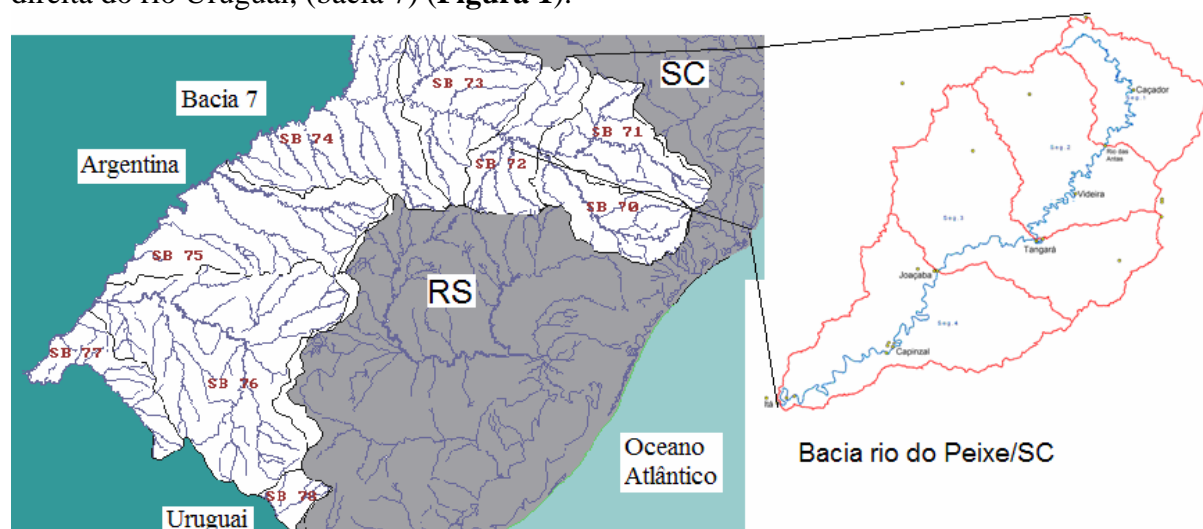 direita do rio Uruguai, (bacia 7) (Figura 1).
SC
SB 73
Bacia 7
SB 74
SB 71
Argentina
SB 72
SB 70
SB 75
RS
SB 77
SB 76
Oceano
Atlântico
SB 78
Uruguai
Caçador
Seg. 1
Rio das
Antas
Seg. 2
Videira
Seg. 3
Tangará
Joaçaba
Seg. 4
Capinzal
Itá
Bacia rio do Peixe/SC